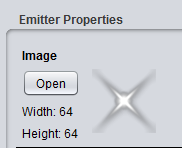 Emitter Properties
Image
Open
Width: 64
Height: 64